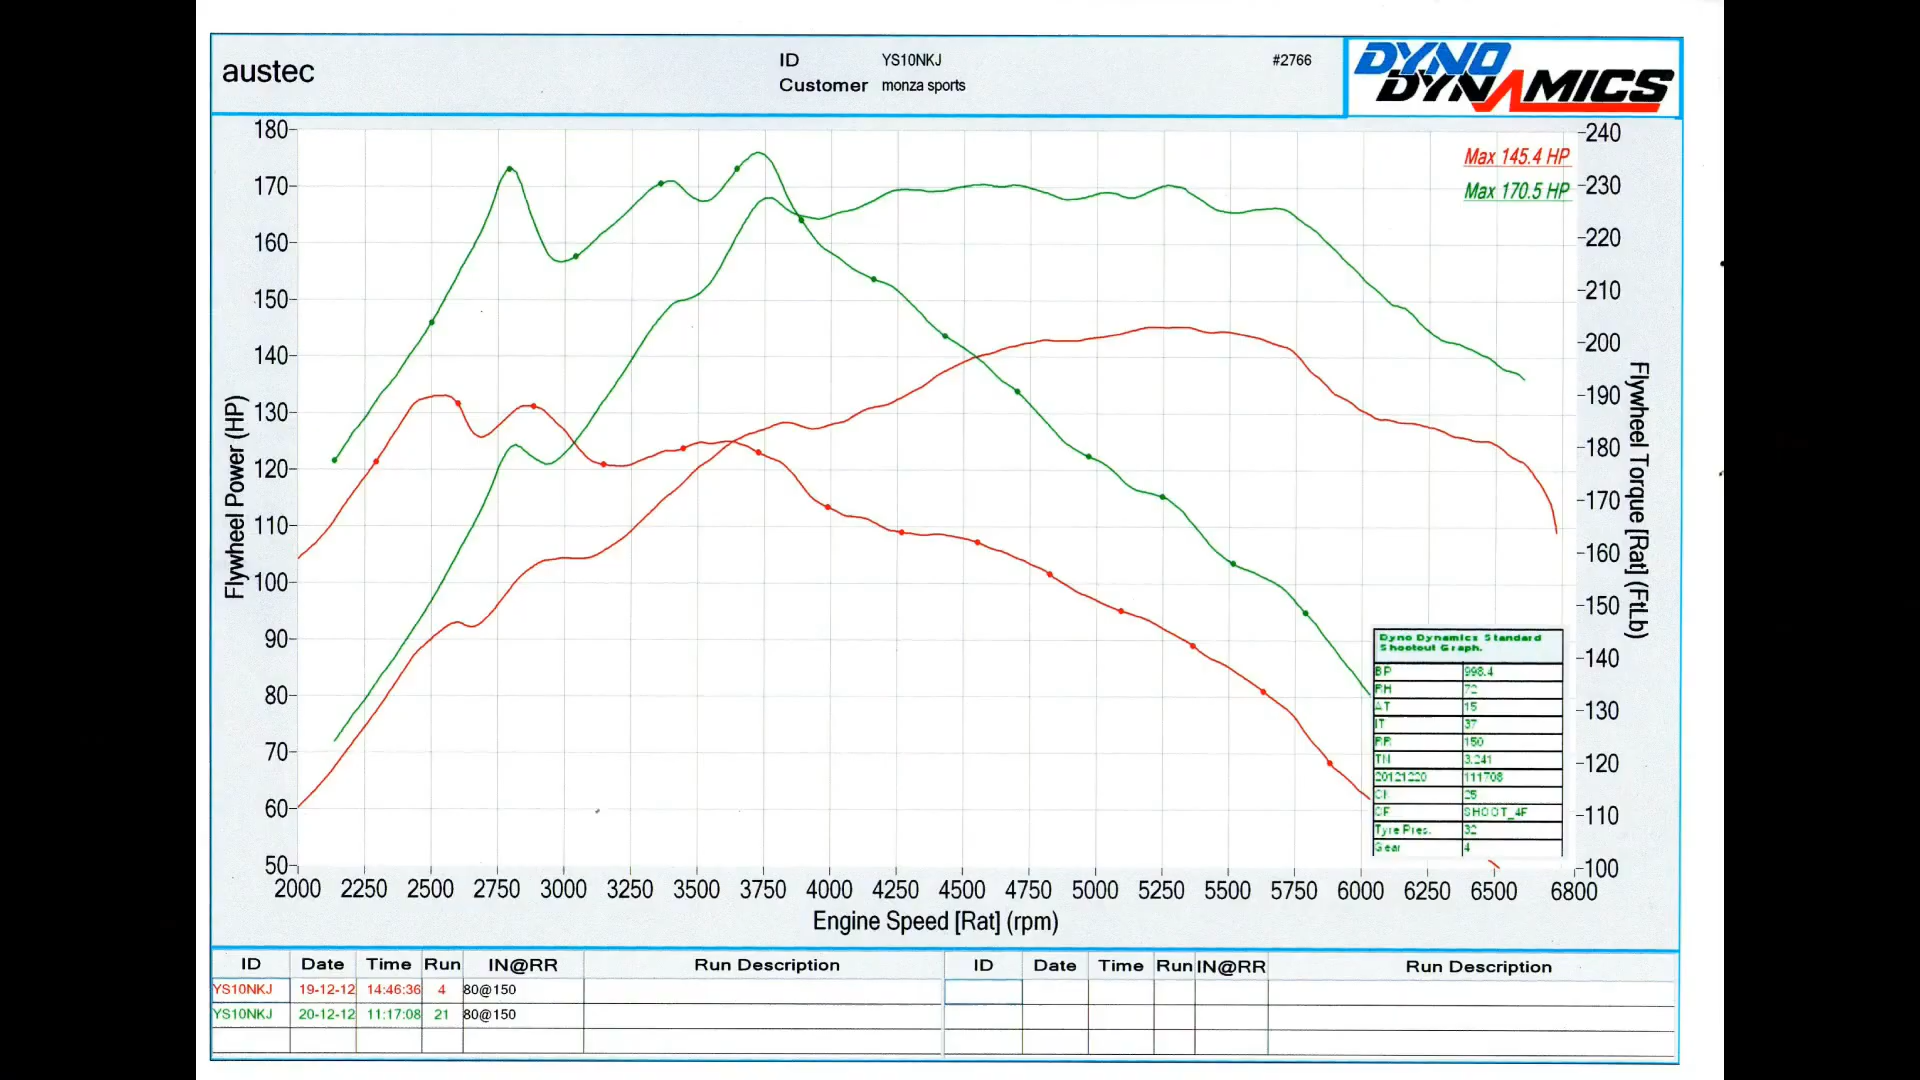 austec
ID YS10NKJ #2766
Customer monza sports
DYNO DYNAMICS
Max 145.4 HP
Max 170.5 HP
180
170
160
150
140
130
120
110
100
90
80
70
60
50
Flywheel Power (HP)
240
230
220
210
200
190
180
170
160
150
140
130
120
110
100
Flywheel Torque [Rat] (FtLb)
Dyno Dynamics Standard
Shootout Graph.
BP 998.4
RH 72
AT 15
IT 37
RR 150
TN 3.241
20121220 111708
25
SHOOT_4F
Tyre Pres. 32
Gear 4
2000 2250 2500 2750 3000 3250 3500 3750 4000 4250 4500 4750 5000 5250 5500 5750 6000 6250 6500 6800
Engine Speed [Rat] (rpm)
ID Date Time Run IN@RR Run Description ID Date Time Run IN@RR Run Description
YS10NKJ 19-12-12 14:46:36 4 80@150
YS10NKJ 20-12-12 11:17:08 21 80@150